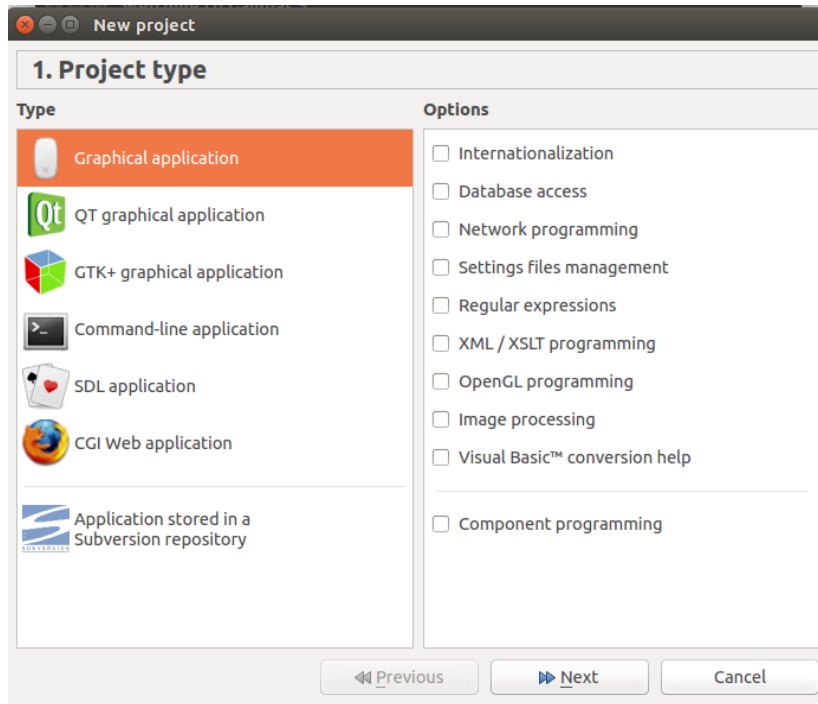 New project
1. Project type
Type
Options
Graphical application
QT graphical application
GTK+ graphical application
Command-line application
SDL application
CGI Web application
Application stored in a
Subversion repository
Internationalization
Database access
Network programming
Settings files management
Regular expressions
XML / XSLT programming
OpenGL programming
Image processing
Visual Basic™ conversion help
Component programming
Qt
>_
SUBVERSION
Previous
Next
Cancel